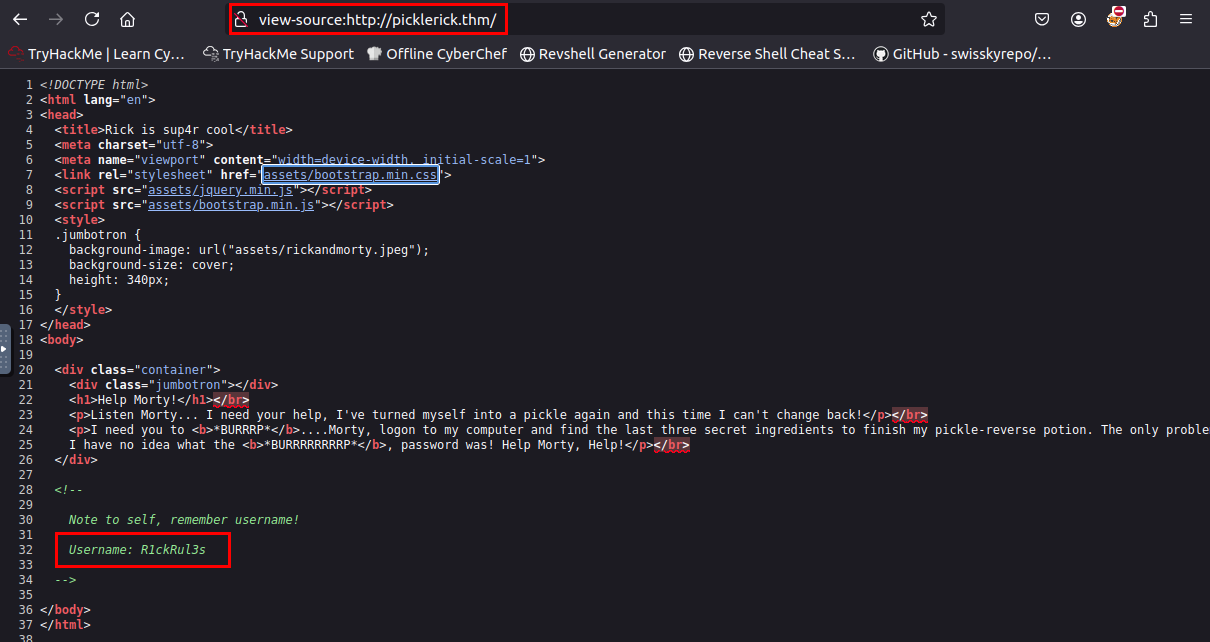 view-source:http://picklerick.thm/
TryHackMe | Learn Cy… TryHackMe Support Offline CyberChef Revshell Generator Reverse Shell Cheat S… GitHub - swisskyrepo/…
1 <!DOCTYPE html>
2 <html lang="en">
3 <head>
4 <title>Rick is sup4r cool</title>
5 <meta charset="utf-8">
6 <meta name="viewport" content="width=device-width, initial-scale=1">
7 <link rel="stylesheet" href="assets/bootstrap.min.css">
8 <script src="assets/jquery.min.js"></script>
9 <script src="assets/bootstrap.min.js"></script>
10 <style>
11 .jumbotron {
12 background-image: url("assets/rickandmorty.jpeg");
13 background-size: cover;
14 height: 340px;
15 }
16 </style>
17 </head>
18 <body>
19
20 <div class="container">
21 <div class="jumbotron"></div>
22 <h1>Help Morty!</h1></br>
23 <p>Listen Morty... I need your help, I've turned myself into a pickle again and this time I can't change back!</p></br>
24 <p>I need you to <b>*BURRRP*</b>....Morty, logon to my computer and find the last three secret ingredients to finish my pickle-reverse potion. The only proble
25 I have no idea what the <b>*BURRRRRRRRP*</b>, password was! Help Morty, Help!</p></br>
26 </div>
27
28 <!--
29
30 Note to self, remember username!
31
32 Username: R1ckRul3s
33
34 -->
35
36 </body>
37 </html>
38